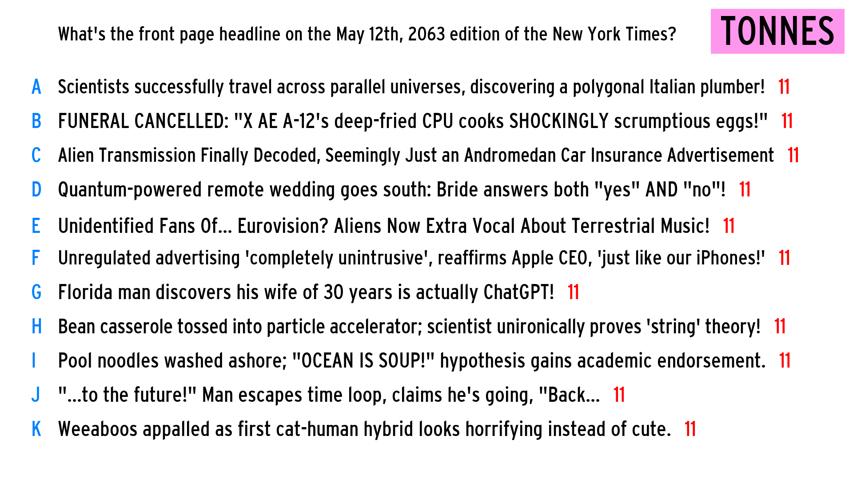 What's the front page headline on the May 12th, 2063 edition of the New York Times?
TONNES
A Scientists successfully travel across parallel universes, discovering a polygonal Italian plumber! 11
B FUNERAL CANCELLED: "X AE A-12's deep-fried CPU cooks SHOCKINGLY scrumptious eggs!" 11
C Alien Transmission Finally Decoded, Seemingly Just an Andromedan Car Insurance Advertisement 11
D Quantum-powered remote wedding goes south: Bride answers both "yes" AND "no"! 11
E Unidentified Fans Of... Eurovision? Aliens Now Extra Vocal About Terrestrial Music! 11
F Unregulated advertising 'completely unintrusive', reaffirms Apple CEO, 'just like our iPhones!' 11
G Florida man discovers his wife of 30 years is actually ChatGPT! 11
H Bean casserole tossed into particle accelerator; scientist unironically proves 'string' theory! 11
I Pool noodles washed ashore; "OCEAN IS SOUP!" hypothesis gains academic endorsement. 11
J "...to the future!" Man escapes time loop, claims he's going, "Back... 11
K Weeaboos appalled as first cat-human hybrid looks horrifying instead of cute. 11